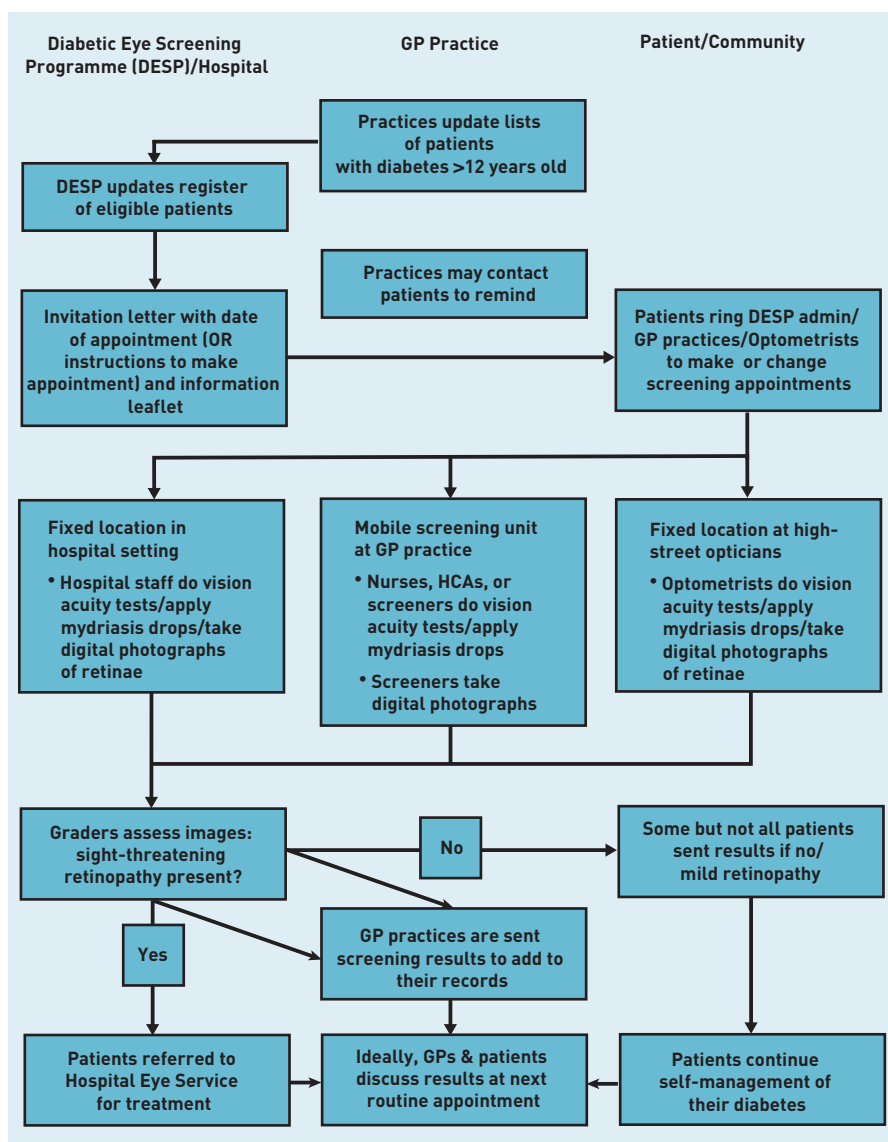 Diabetic Eye Screening
Programme (DESP)/Hospital
GP Practice
Patient/Community
Practices update lists
of patients
with diabetes >12 years old
DESP updates register
of eligible patients
Practices may contact
patients to remind
Invitation letter with date
of appointment (OR
instructions to make
appointment) and information
leaflet
Patients ring DESP admin/
GP practices/Optometrists
to make or change
screening appointments
Fixed location in
hospital setting
• Hospital staff do vision
acuity tests/apply
mydriasis drops/take
digital photographs
of retinae
Mobile screening unit
at GP practice
• Nurses, HCAs, or
screeners do vision
acuity tests/apply
mydriasis drops
• Screeners take
digital photographs
Fixed location at high-
street opticians
• Optometrists do vision
acuity tests/apply
mydriasis drops/take
digital photographs
of retinae
Graders assess images:
sight-threatening
retinopathy present?
No
Some but not all patients
sent results if no/
mild retinopathy
Yes
GP practices are sent
screening results to add to
their records
Patients referred to
Hospital Eye Service
for treatment
Ideally, GPs & patients
discuss results at next
routine appointment
Patients continue
self-management of
their diabetes